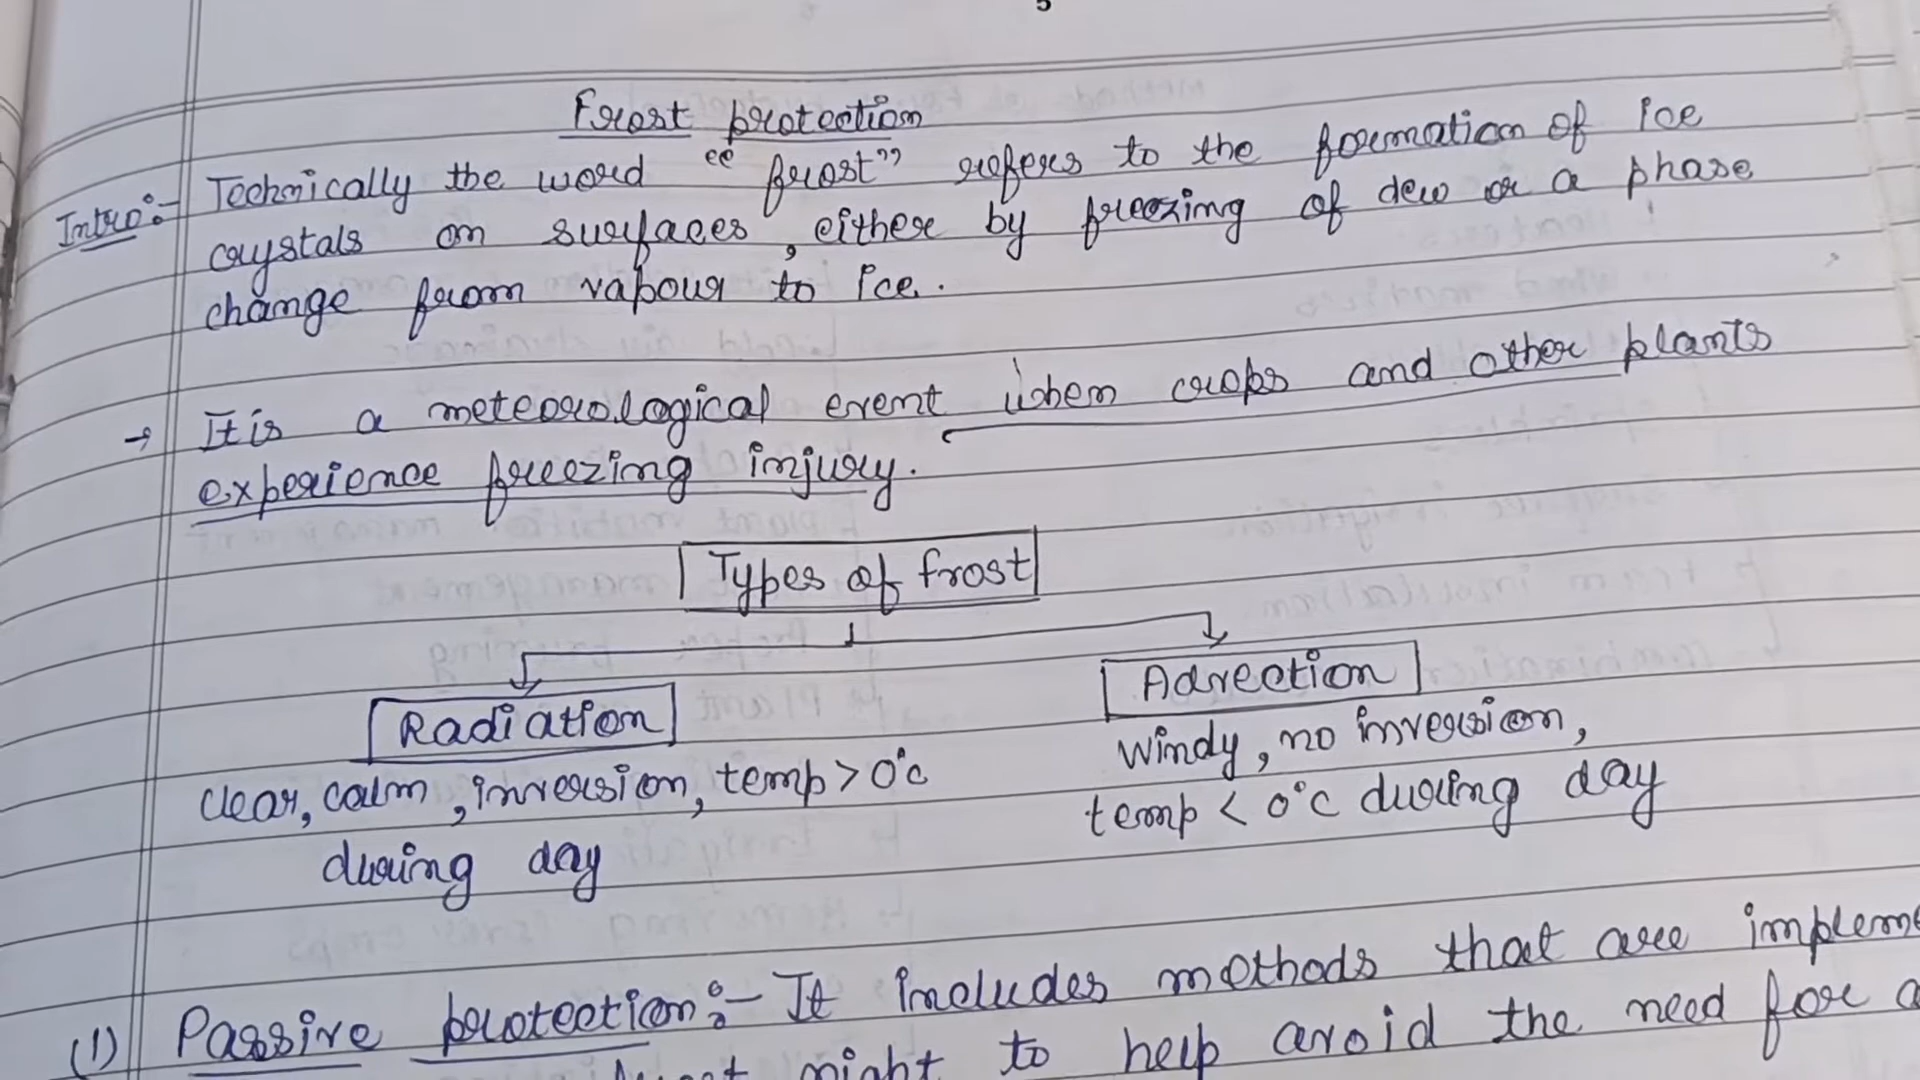 Frost protection
Intro:- Technically the word "frost" refers to the formation of ice
crystals on surfaces, either by freezing of dew or a phase
change from vapour to ice.
→ It is a meteorological event when crops and other plants
experience freezing injury.
Types of frost
Radiation
Advection
clear, calm, inversion, temp > 0°c
during day
Windy, no inversion,
temp < 0°C during day
(1) Passive protection:- It includes methods that are implem
night to help avoid the need for a